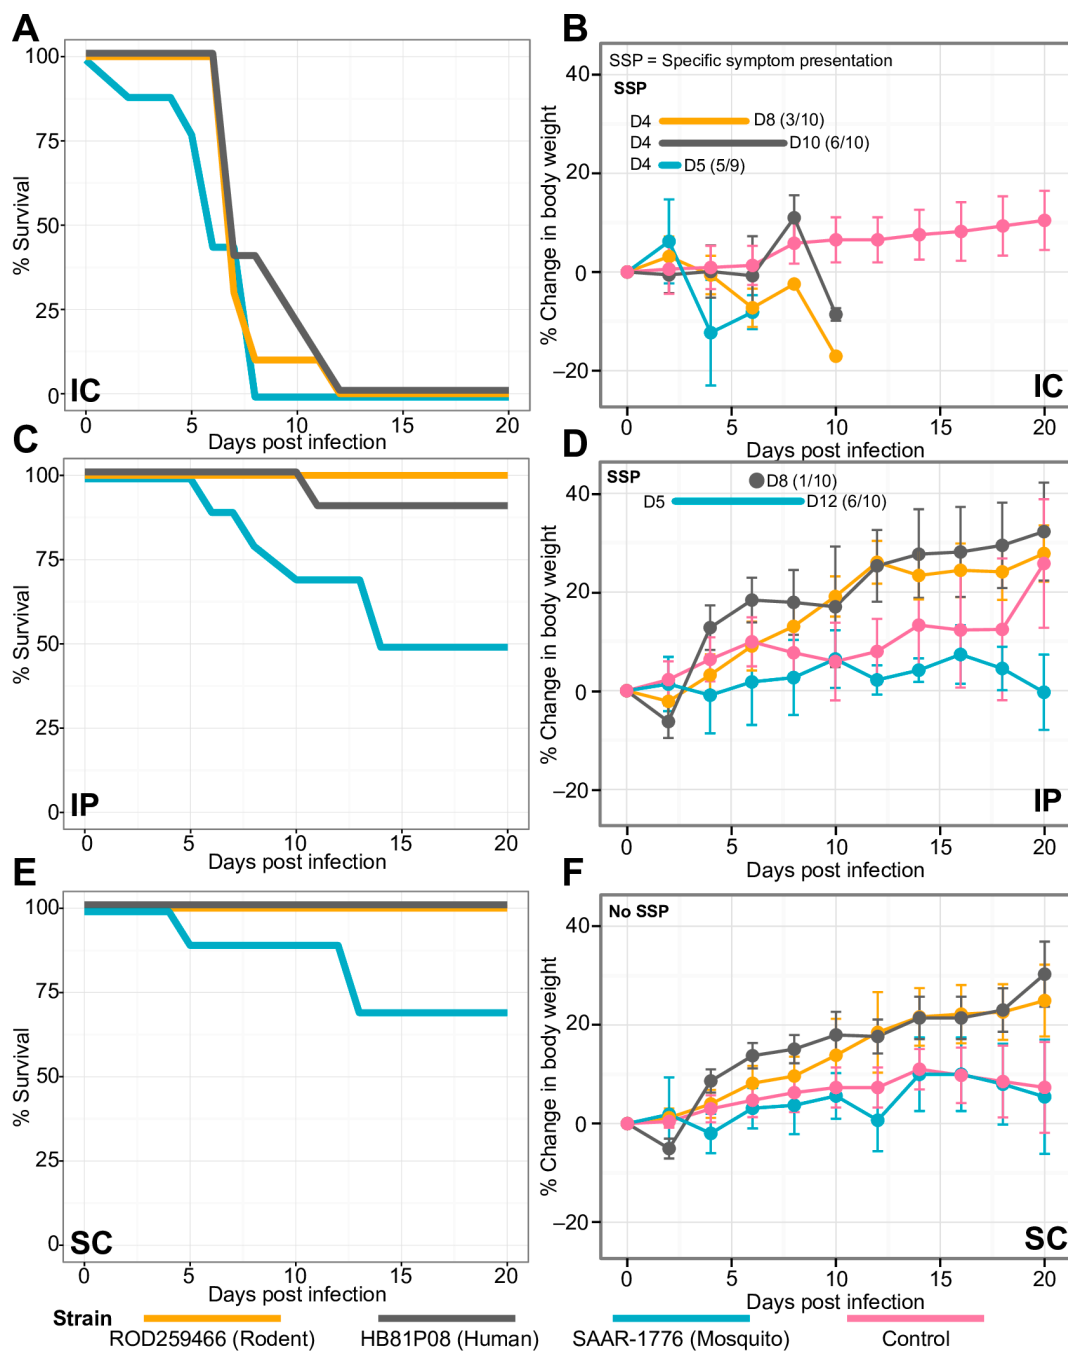 A
100
75
50
25
0
% Survival
IC
0 5 10 15 20
Days post infection
B
SSP = Specific symptom presentation
SSP
D4 D8 (3/10)
D4 D10 (6/10)
D4 D5 (5/9)
40
20
0
–20
% Change in body weight
IC
0 5 10 15 20
Days post infection
C
100
75
50
25
0
% Survival
IP
0 5 10 15 20
Days post infection
D
SSP
D8 (1/10)
D5 D12 (6/10)
40
20
0
–20
% Change in body weight
IP
0 5 10 15 20
Days post infection
E
100
75
50
25
0
% Survival
SC
0 5 10 15 20
Days post infection
F
No SSP
40
20
0
–20
% Change in body weight
SC
0 5 10 15 20
Days post infection
Strain
ROD259466 (Rodent) HB81P08 (Human) SAAR-1776 (Mosquito) Control